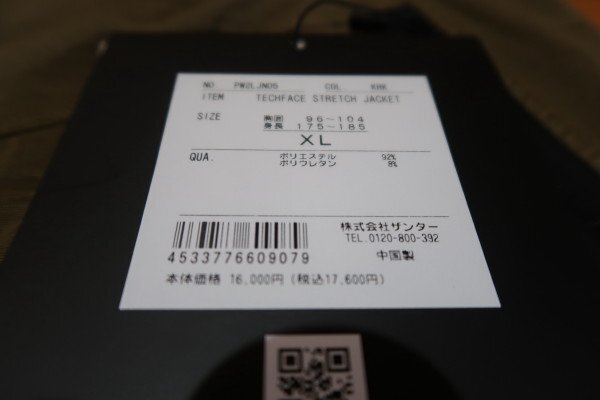 NO PW2LJN05 COL KHK
ITEM TECHFACE STRETCH JACKET
SIZE 胸囲 96~104
身長 175~185
XL
QUA. ポリエステル 92%
ポリウレタン 8%
株式会社ザンター
TEL.0120-800-392
4533776609079
中国製
本体価格 16,000円(税込17,600円)